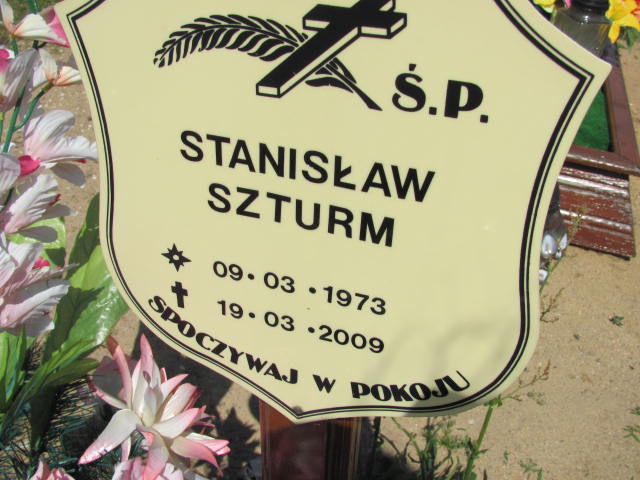 Ś.P.
STANISŁAW
SZTURM
09 • 03 • 1973
19 • 03 • 2009
SPOCZYWAJ W POKOJU